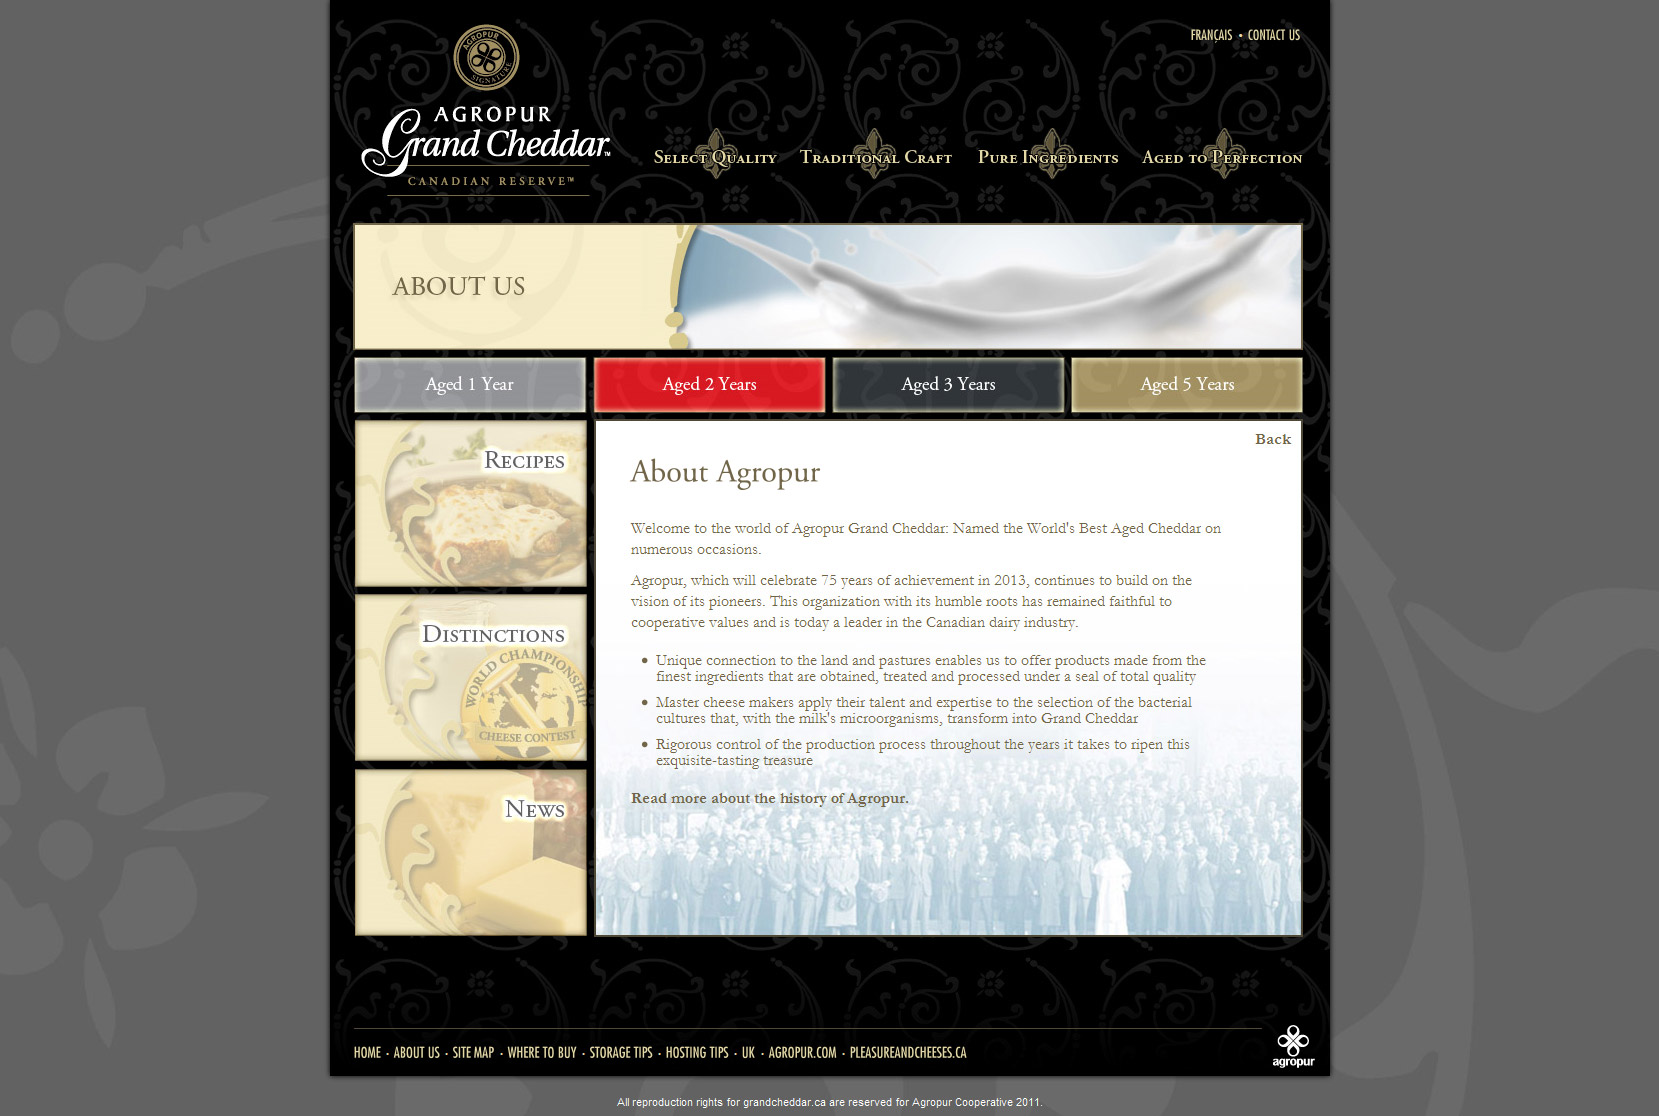 FRANÇAIS • CONTACT US
AGROPUR
SIGNATURE
AGROPUR
Grand Cheddar™
CANADIAN RESERVE™
Select Quality
Traditional Craft
Pure Ingredients
Aged to Perfection
ABOUT US
Aged 1 Year
Aged 2 Years
Aged 3 Years
Aged 5 Years
Recipes
Distinctions
WORLD CHAMPIONSHIP
CHEESE CONTEST
News
Back
About Agropur
Welcome to the world of Agropur Grand Cheddar: Named the World's Best Aged Cheddar on
numerous occasions.
Agropur, which will celebrate 75 years of achievement in 2013, continues to build on the
vision of its pioneers. This organization with its humble roots has remained faithful to
cooperative values and is today a leader in the Canadian dairy industry.
• Unique connection to the land and pastures enables us to offer products made from the
finest ingredients that are obtained, treated and processed under a seal of total quality
• Master cheese makers apply their talent and expertise to the selection of the bacterial
cultures that, with the milk's microorganisms, transform into Grand Cheddar
• Rigorous control of the production process throughout the years it takes to ripen this
exquisite-tasting treasure
Read more about the history of Agropur.
HOME • ABOUT US • SITE MAP • WHERE TO BUY • STORAGE TIPS • HOSTING TIPS • UK • AGROPUR.COM • PLEASUREANDCHEESES.CA
agropur
All reproduction rights for grandcheddar.ca are reserved for Agropur Cooperative 2011.